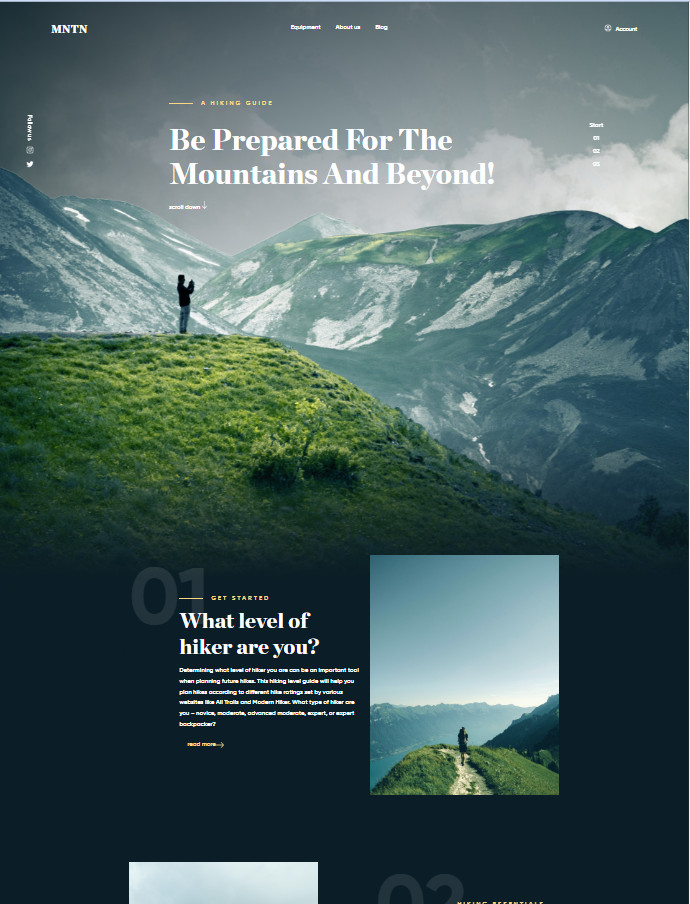 MNTN
Equipment About us Blog
Account
A HIKING GUIDE
Be Prepared For The
Mountains And Beyond!
scroll down
Follow us
Start
01
02
03
01
GET STARTED
What level of
hiker are you?
Determining what level of hiker you are can be an important tool
when planning future hikes. This hiking level guide will help you
plan hikes according to different hike ratings set by various
websites like All Trails and Modern Hiker. What type of hiker are
you – novice, moderate, advanced moderate, expert, or expert
backpacker?
read more
02
HIKING ESSENTIALS